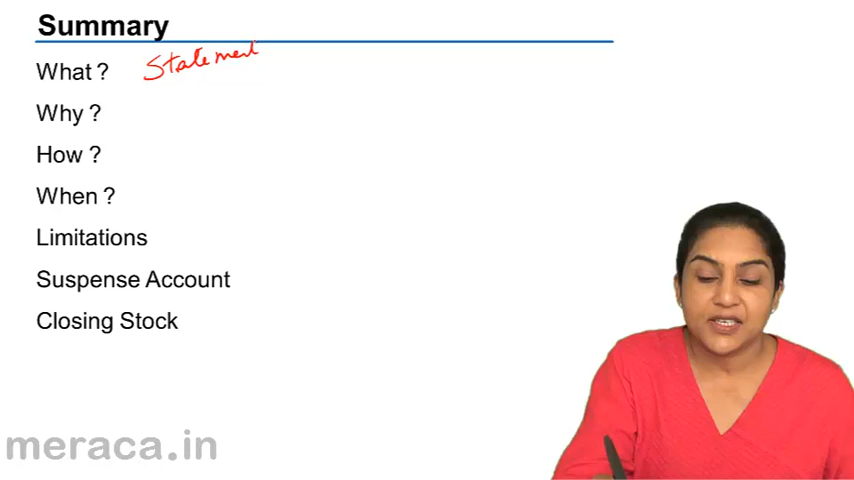 Summary
What ? Statement
Why ?
How ?
When ?
Limitations
Suspense Account
Closing Stock
meraca.in